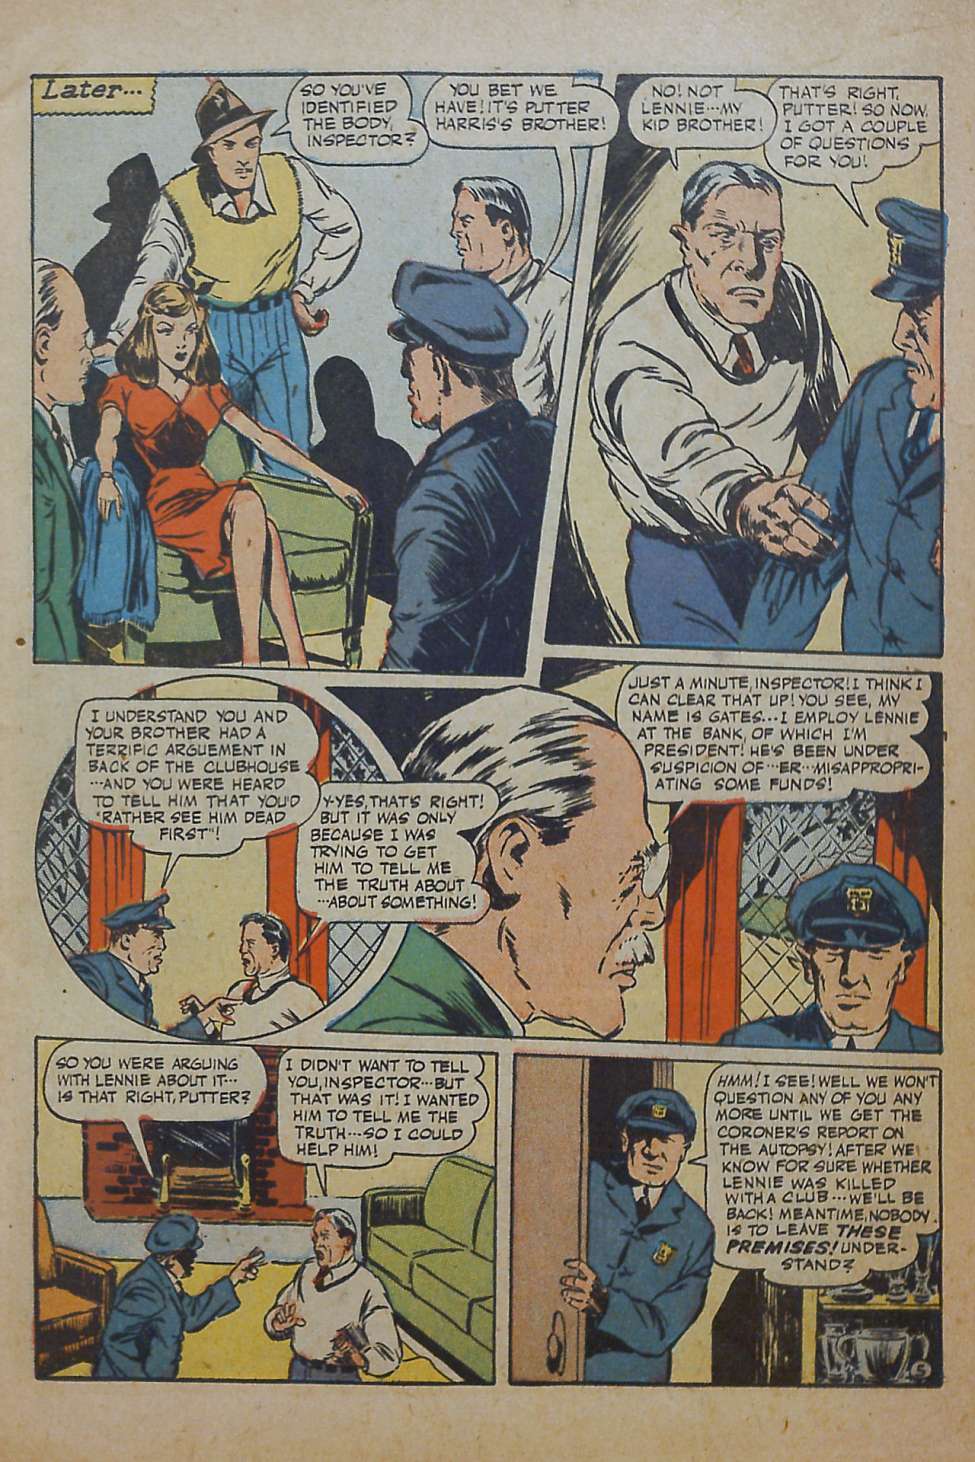 Later...
SO YOU'VE
IDENTIFIED
THE BODY,
INSPECTOR?
YOU BET WE
HAVE! IT'S PUTTER
HARRIS'S BROTHER!
NO! NOT
LENNIE...MY
KID BROTHER!
THAT'S RIGHT,
PUTTER! SO NOW,
I GOT A COUPLE
OF QUESTIONS
FOR YOU!
I UNDERSTAND YOU AND
YOUR BROTHER HAD A
TERRIFIC ARGUEMENT IN
BACK OF THE CLUBHOUSE
...AND YOU WERE HEARD
TO TELL HIM THAT YOU'D
"RATHER SEE HIM DEAD
FIRST"!
Y-YES, THAT'S RIGHT!
BUT IT WAS ONLY
BECAUSE I WAS
TRYING TO GET
HIM TO TELL ME
THE TRUTH ABOUT
...ABOUT SOMETHING!
JUST A MINUTE, INSPECTOR! I THINK I
CAN CLEAR THAT UP! YOU SEE, MY
NAME IS GATES...I EMPLOY LENNIE
AT THE BANK, OF WHICH I'M
PRESIDENT! HE'S BEEN UNDER
SUSPICION OF...ER...MISAPPROPRI-
ATING SOME FUNDS!
SO YOU WERE ARGUING
WITH LENNIE ABOUT IT...
IS THAT RIGHT, PUTTER?
I DIDN'T WANT TO TELL
YOU, INSPECTOR...BUT
THAT WAS IT! I WANTED
HIM TO TELL ME THE
TRUTH...SO I COULD
HELP HIM!
HMM! I SEE! WELL WE WON'T
QUESTION ANY OF YOU ANY
MORE UNTIL WE GET THE
CORONER'S REPORT ON
THE AUTOPSY! AFTER WE
KNOW FOR SURE WHETHER
LENNIE WAS KILLED
WITH A CLUB...WE'LL BE
BACK! MEANTIME, NOBODY
IS TO LEAVE THESE
PREMISES! UNDER-
STAND?
5